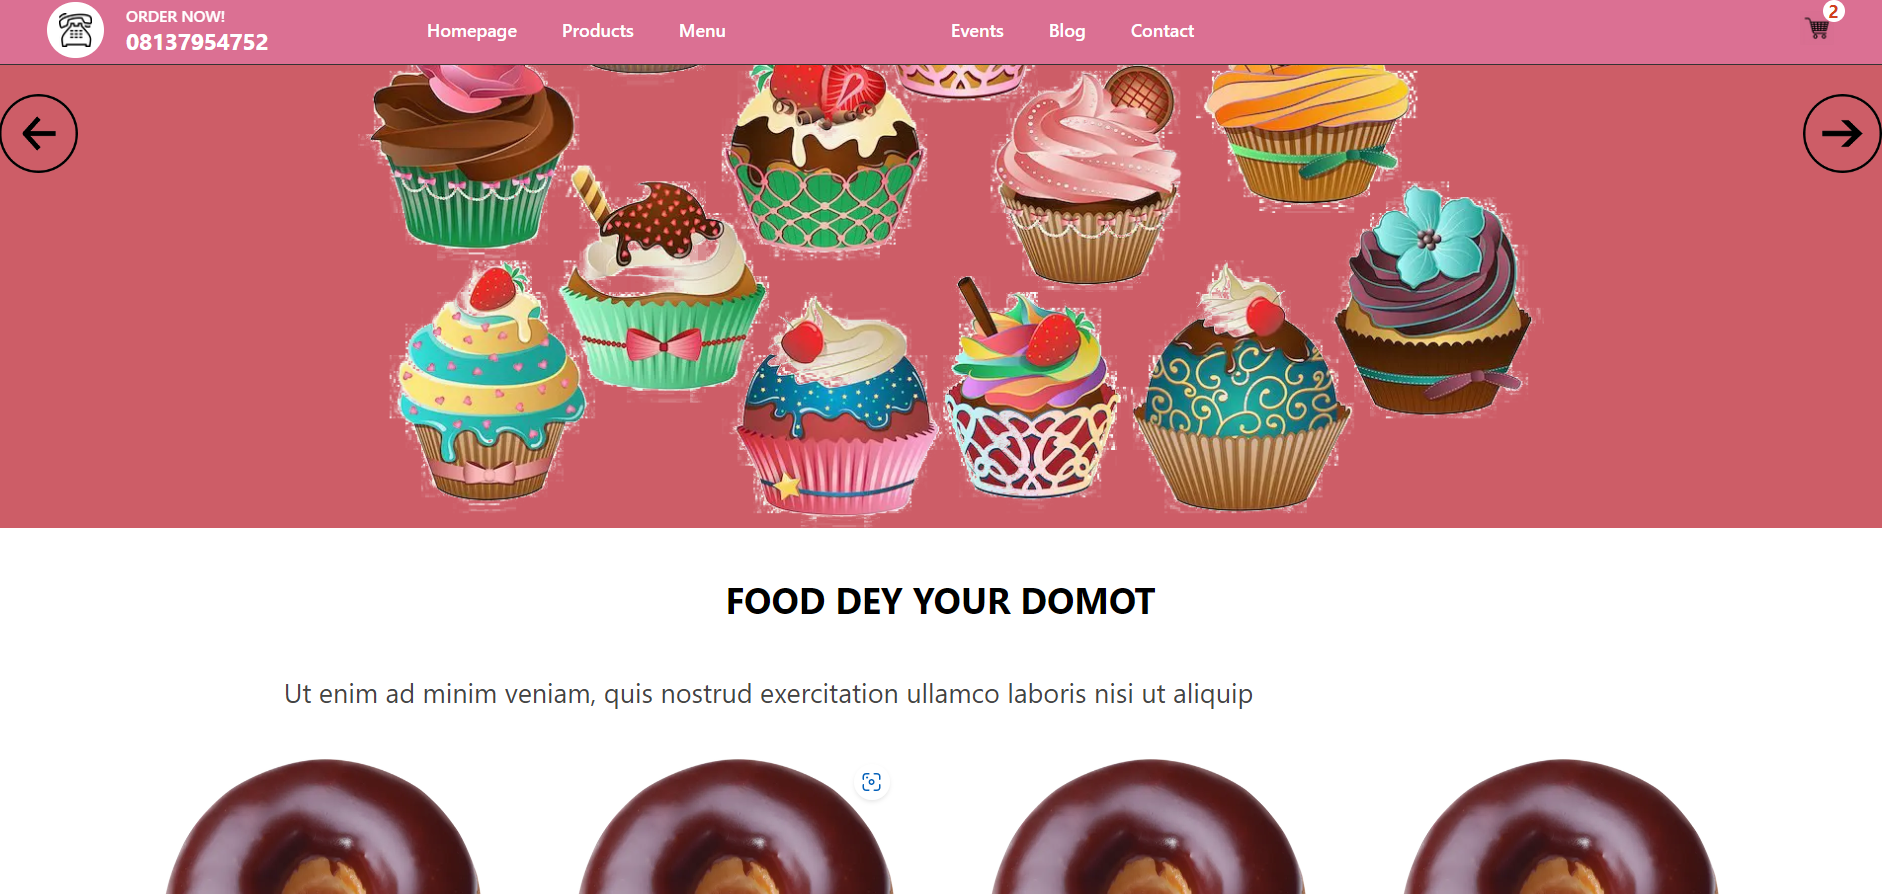 ORDER NOW!
08137954752
Homepage Products Menu Events Blog Contact
2
FOOD DEY YOUR DOMOT
Ut enim ad minim veniam, quis nostrud exercitation ullamco laboris nisi ut aliquip